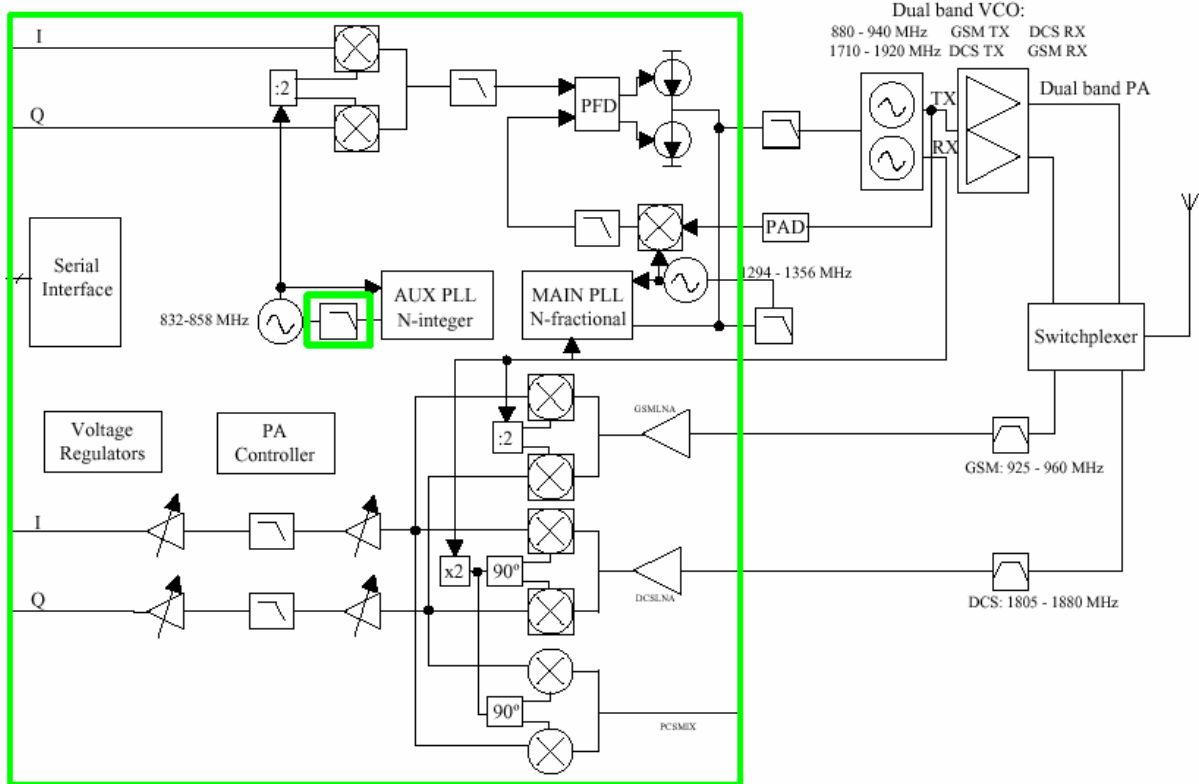 Dual band VCO:
880 - 940 MHz GSM TX DCS RX
1710 - 1920 MHz DCS TX GSM RX
I
:2
Q
PFD
TX
RX
Dual band PA
PAD
Serial
Interface
832-858 MHz
AUX PLL
N-integer
MAIN PLL
N-fractional
1294 - 1356 MHz
Switchplexer
Voltage
Regulators
PA
Controller
:2
GSMLNA
GSM: 925 - 960 MHz
I
x2
90º
DCSLNA
Q
DCS: 1805 - 1880 MHz
90º
PCSMIX